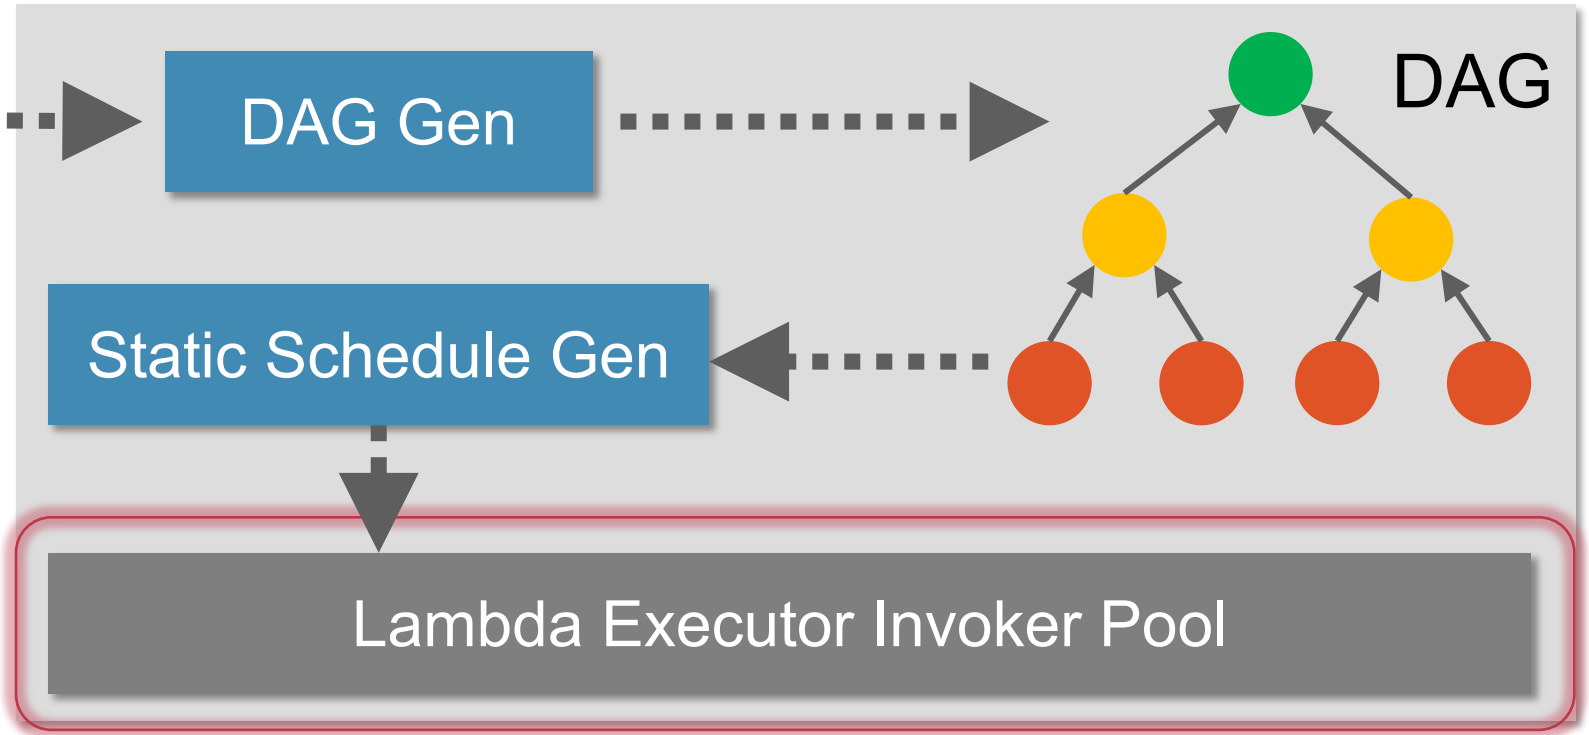 DAG Gen
DAG
Static Schedule Gen
Lambda Executor Invoker Pool